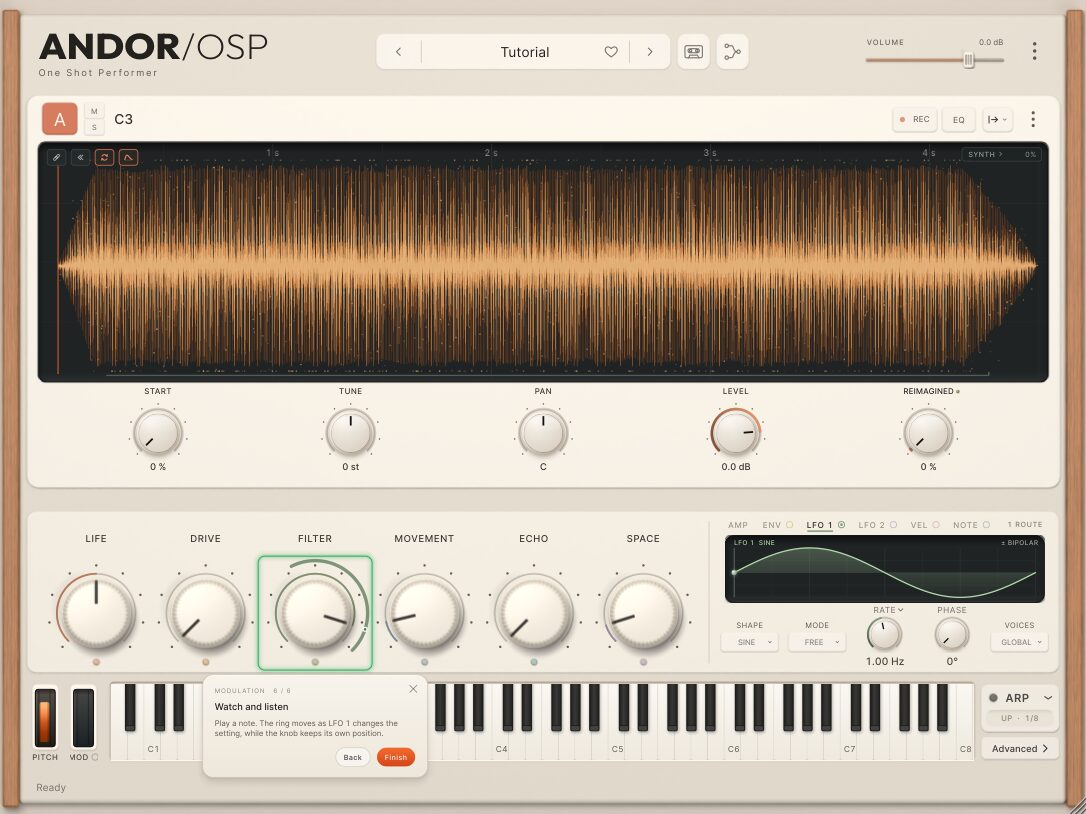 ANDOR/OSP
One Shot Performer
Tutorial
VOLUME 0.0 dB
A
M
S
C3
REC
EQ
1 s 2 s 3 s 4 s
SYNTH > 0%
START TUNE PAN LEVEL REIMAGINED
0 % 0 st C 0.0 dB 0 %
LIFE DRIVE FILTER MOVEMENT ECHO SPACE
AMP ENV LFO 1 LFO 2 VEL NOTE 1 ROUTE
LFO 1 SINE ± BIPOLAR
RATE PHASE
SHAPE MODE VOICES
SINE FREE GLOBAL
1.00 Hz 0°
MODULATION 6 / 6
Watch and listen
Play a note. The ring moves as LFO 1 changes the
setting, while the knob keeps its own position.
Back Finish
C1 C4 C5 C6 C7 C8
PITCH MOD
ARP
UP · 1/8
Advanced >
Ready